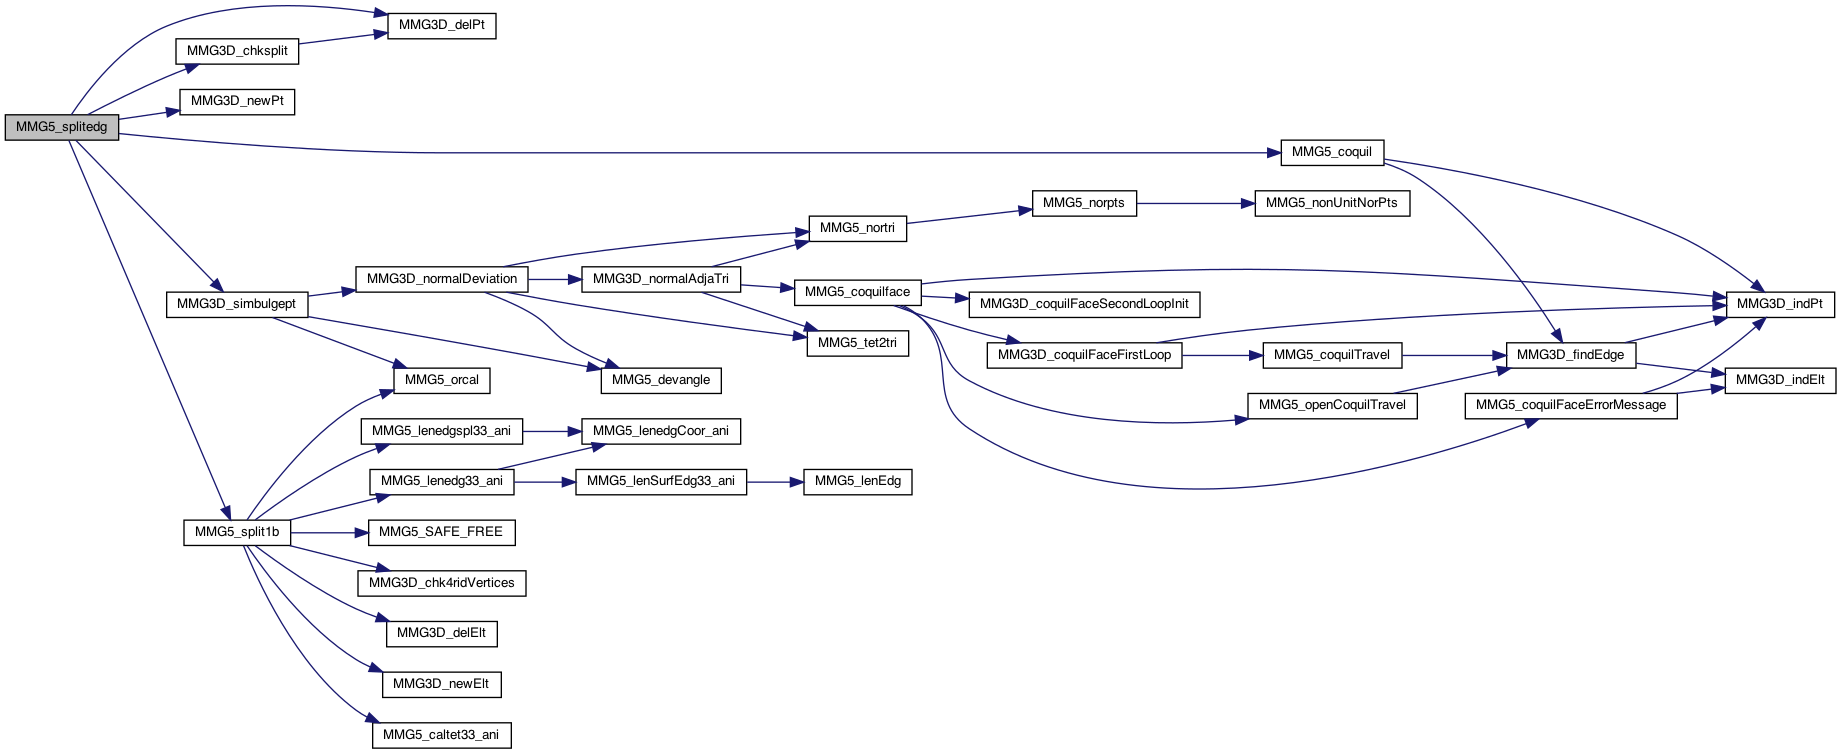 MMG3D_delPt
MMG3D_chksplit
MMG3D_newPt
MMG5_splitedg
MMG5_coquil
MMG5_norpts
MMG5_nonUnitNorPts
MMG5_nortri
MMG3D_normalDeviation
MMG3D_normalAdjaTri
MMG5_coquilface
MMG3D_simbulgept
MMG3D_coquilFaceSecondLoopInit
MMG3D_indPt
MMG5_tet2tri
MMG3D_coquilFaceFirstLoop
MMG5_coquilTravel
MMG3D_findEdge
MMG5_orcal
MMG5_devangle
MMG3D_indElt
MMG5_openCoquilTravel
MMG5_coquilFaceErrorMessage
MMG5_lenedgspl33_ani
MMG5_lenedgCoor_ani
MMG5_lenedg33_ani
MMG5_lenSurfEdg33_ani
MMG5_lenEdg
MMG5_split1b
MMG5_SAFE_FREE
MMG3D_chk4ridVertices
MMG3D_delElt
MMG3D_newElt
MMG5_caltet33_ani